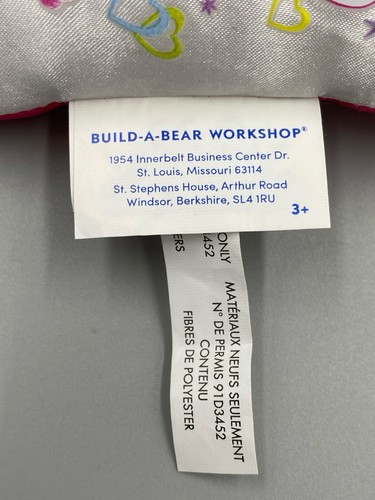 BUILD-A-BEAR WORKSHOP®
1954 Innerbelt Business Center Dr.
St. Louis, Missouri 63114
St. Stephens House, Arthur Road
Windsor, Berkshire, SL4 1RU
3+
ONLY
3452
ERS
MATÉRIAUX NEUFS SEULEMENT
N° DE PERMIS 91D3452
CONTENU
FIBRES DE POLYESTER